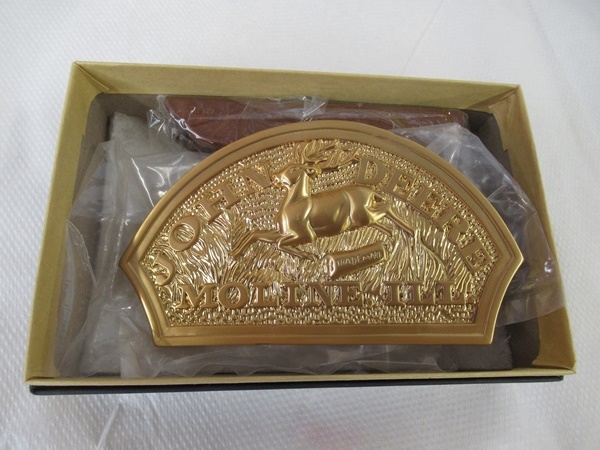 JOHN DEERE
TRADE MARK
MOLINE, ILL.